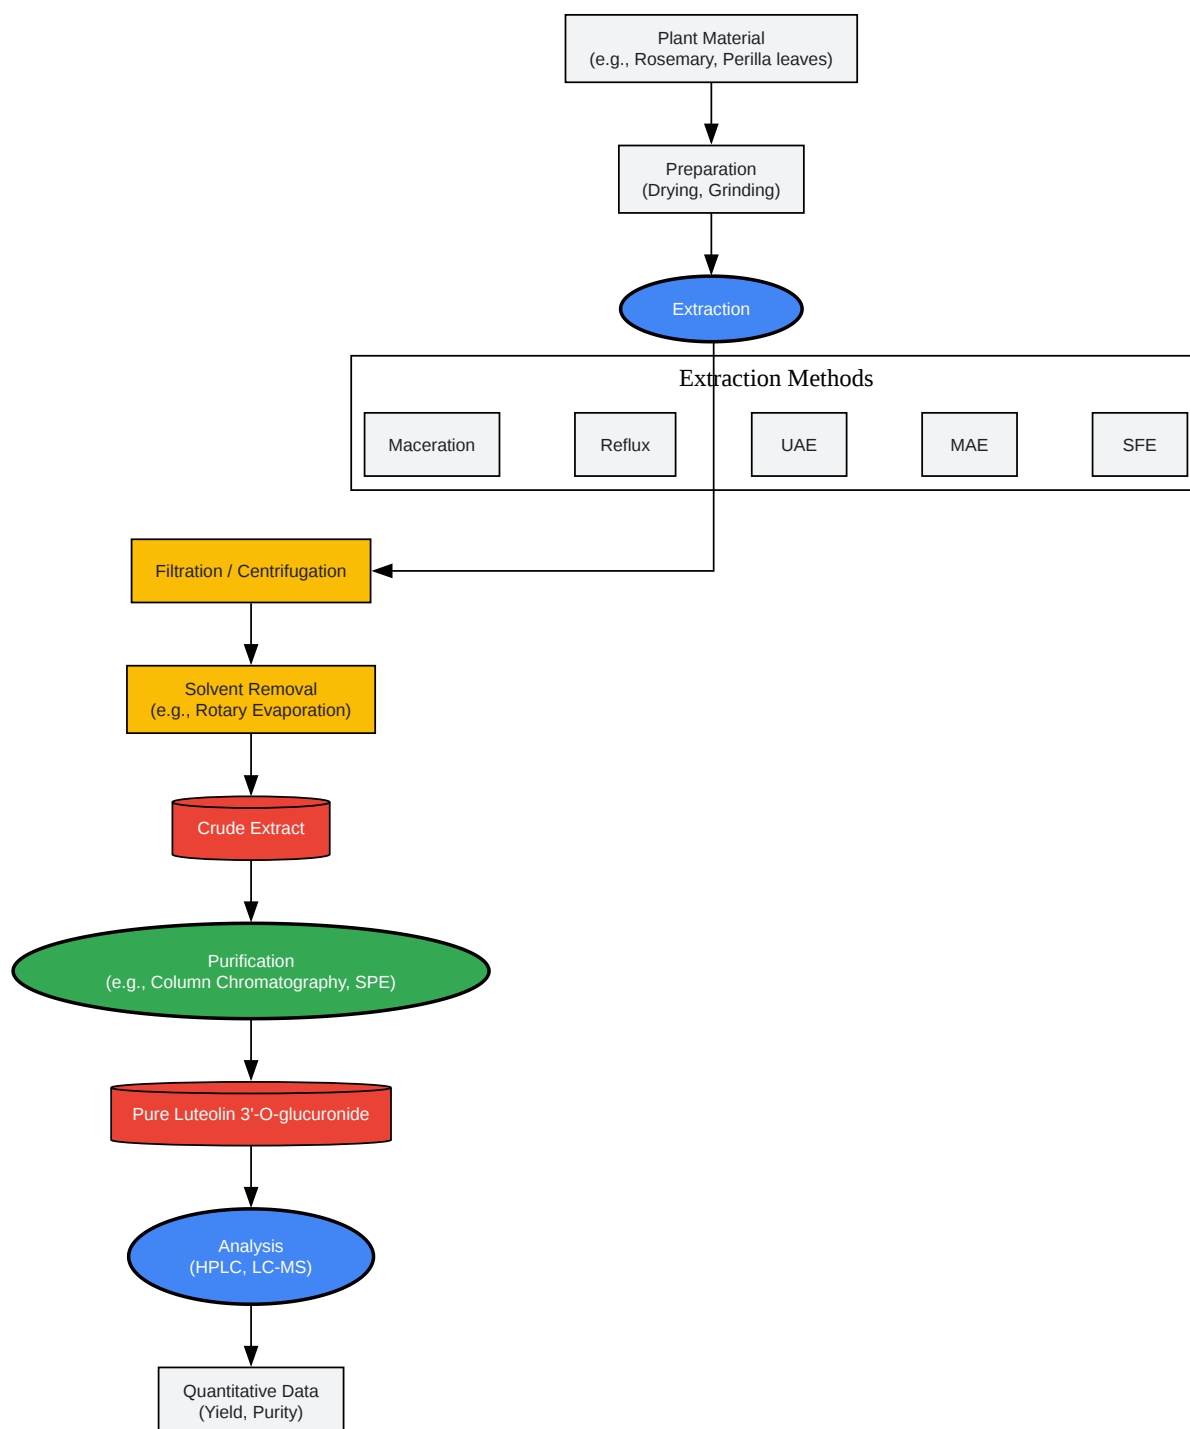 Plant Material
(e.g., Rosemary, Perilla leaves)
Preparation
(Drying, Grinding)
Extraction
Extraction Methods
Maceration
Reflux
UAE
MAE
SFE
Filtration / Centrifugation
Solvent Removal
(e.g., Rotary Evaporation)
Crude Extract
Purification
(e.g., Column Chromatography, SPE)
Pure Luteolin 3'-O-glucuronide
Analysis
(HPLC, LC-MS)
Quantitative Data
(Yield, Purity)